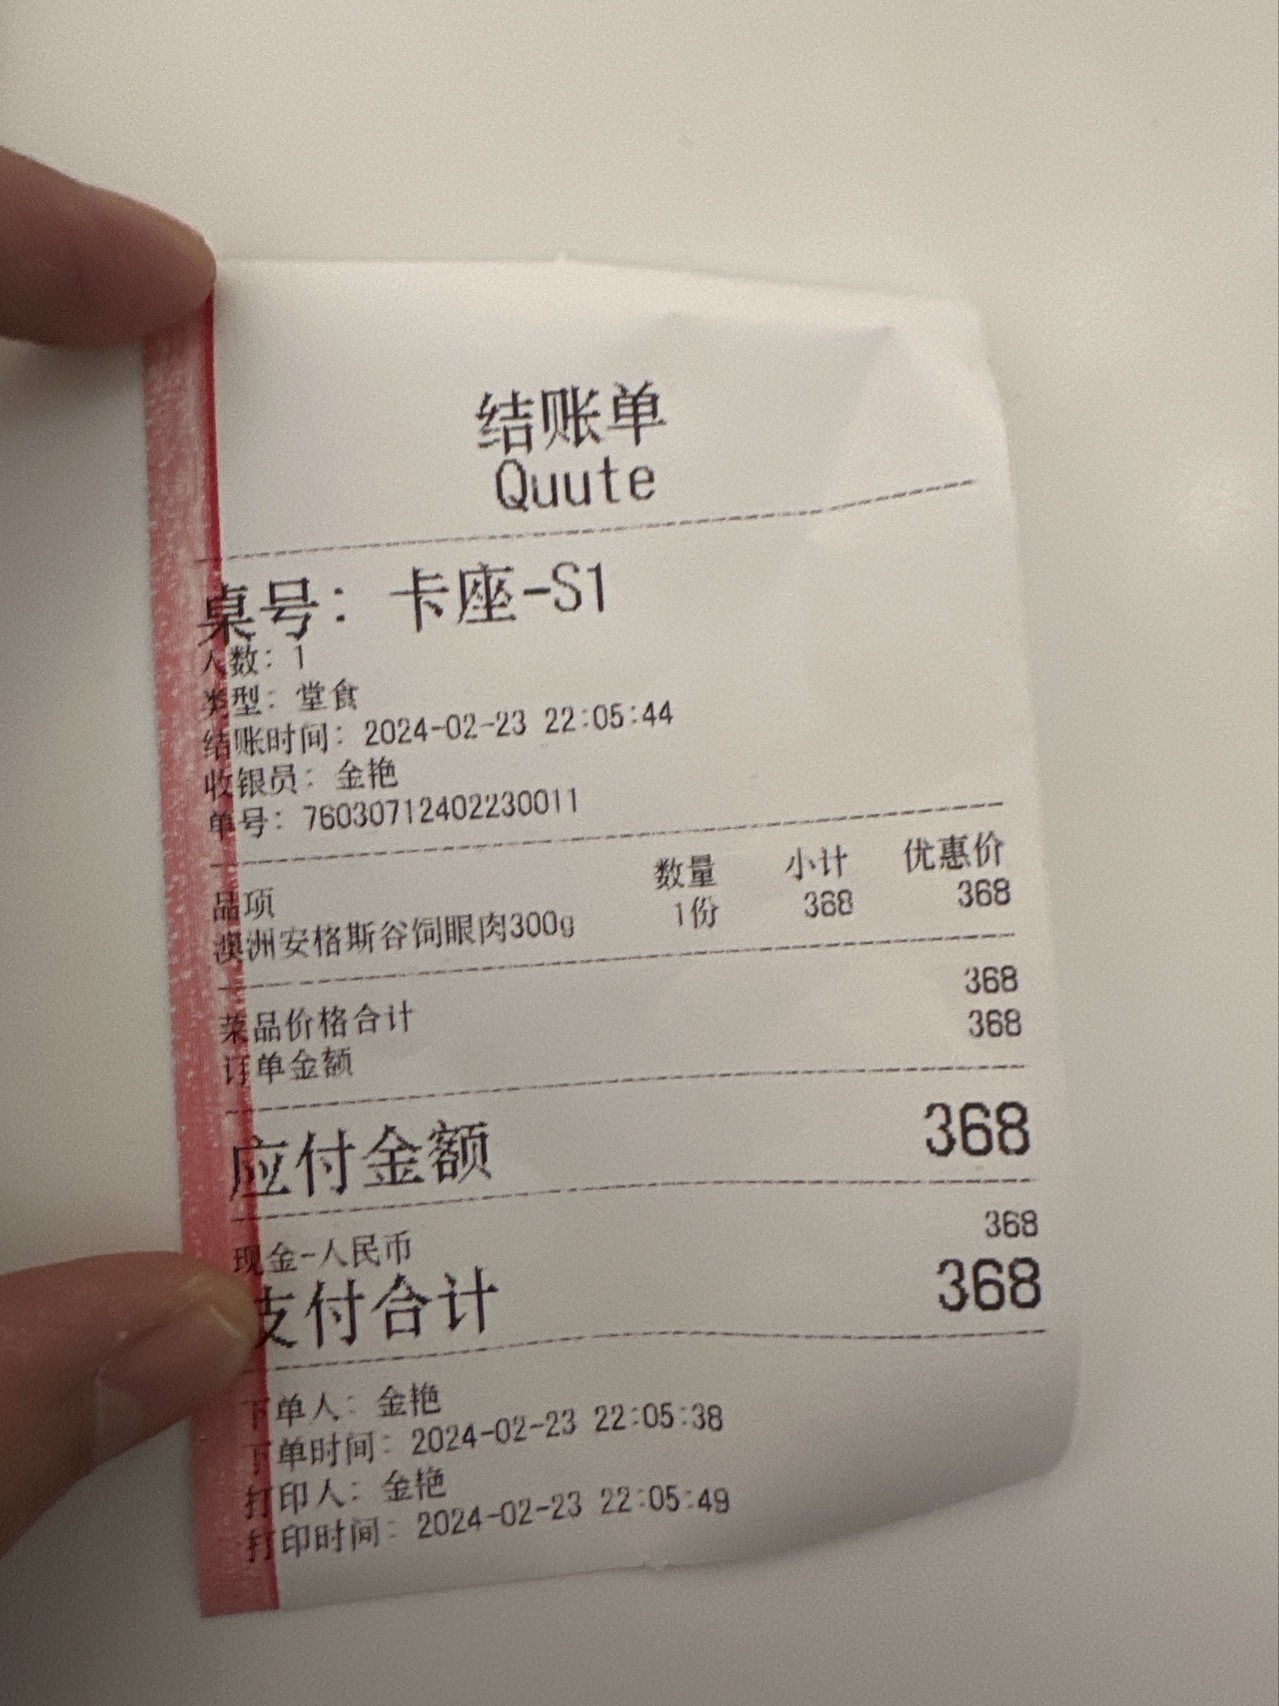 结账单
Quute
桌号：卡座-S1
人数：1
类型：堂食
结账时间：2024-02-23 22:05:44
收银员：金艳
单号：76030712402230011
品项 数量 小计 优惠价
澳洲安格斯谷饲眼肉300g 1份 368 368
菜品价格合计 368
订单金额 368
应付金额 368
现金-人民币 368
支付合计 368
下单人：金艳
下单时间：2024-02-23 22:05:38
打印人：金艳
打印时间：2024-02-23 22:05:49